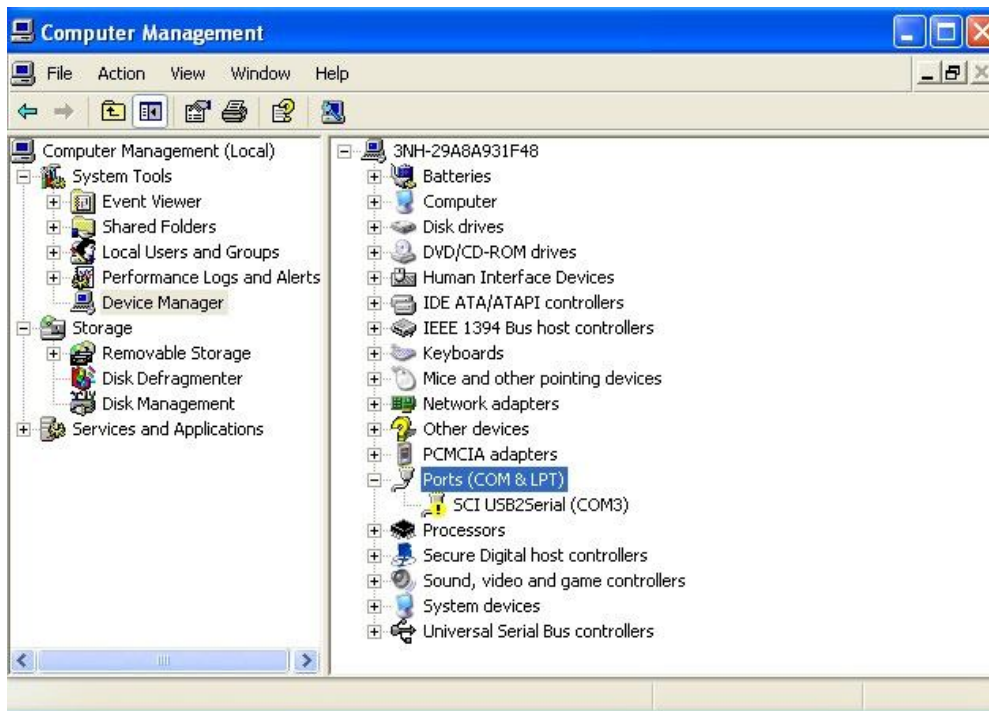 Computer Management
File Action View Window Help
Computer Management (Local)
System Tools
Event Viewer
Shared Folders
Local Users and Groups
Performance Logs and Alerts
Device Manager
Storage
Removable Storage
Disk Defragmenter
Disk Management
Services and Applications
3NH-29A8A931F48
Batteries
Computer
Disk drives
DVD/CD-ROM drives
Human Interface Devices
IDE ATA/ATAPI controllers
IEEE 1394 Bus host controllers
Keyboards
Mice and other pointing devices
Network adapters
Other devices
PCMCIA adapters
Ports (COM & LPT)
SCI USB2Serial (COM3)
Processors
Secure Digital host controllers
Sound, video and game controllers
System devices
Universal Serial Bus controllers